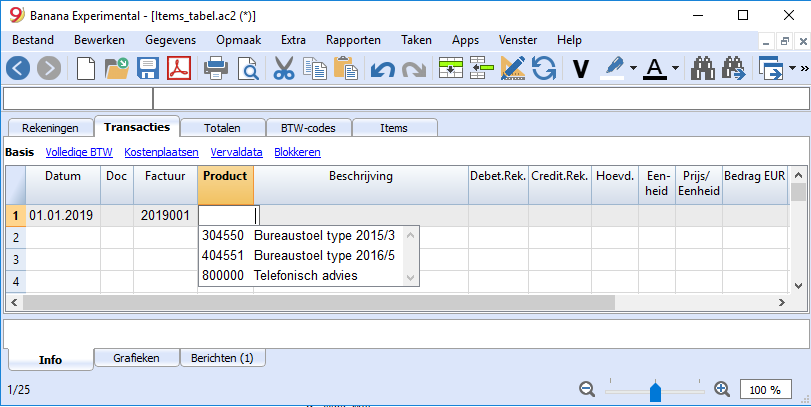 Banana Experimental - [Items_tabel.ac2 (*)]
Bestand Bewerken Gegevens Opmaak Extra Rapporten Taken Apps Venster Help
V A
Rekeningen Transacties Totalen BTW-codes Items
Basis Volledige BTW Kostenplaatsen Vervaldata Blokkeren
Datum Doc Factuur Product Beschrijving Debet.Rek. Credit.Rek. Hoevd. Een-heid Prijs/Eenheid Bedrag EUR
1 01.01.2019 2019001
2 304550 Bureaustoel type 2015/3
3 404551 Bureaustoel type 2016/5
4 800000 Telefonisch advies
Info Grafieken Berichten (1)
1/25 100 %